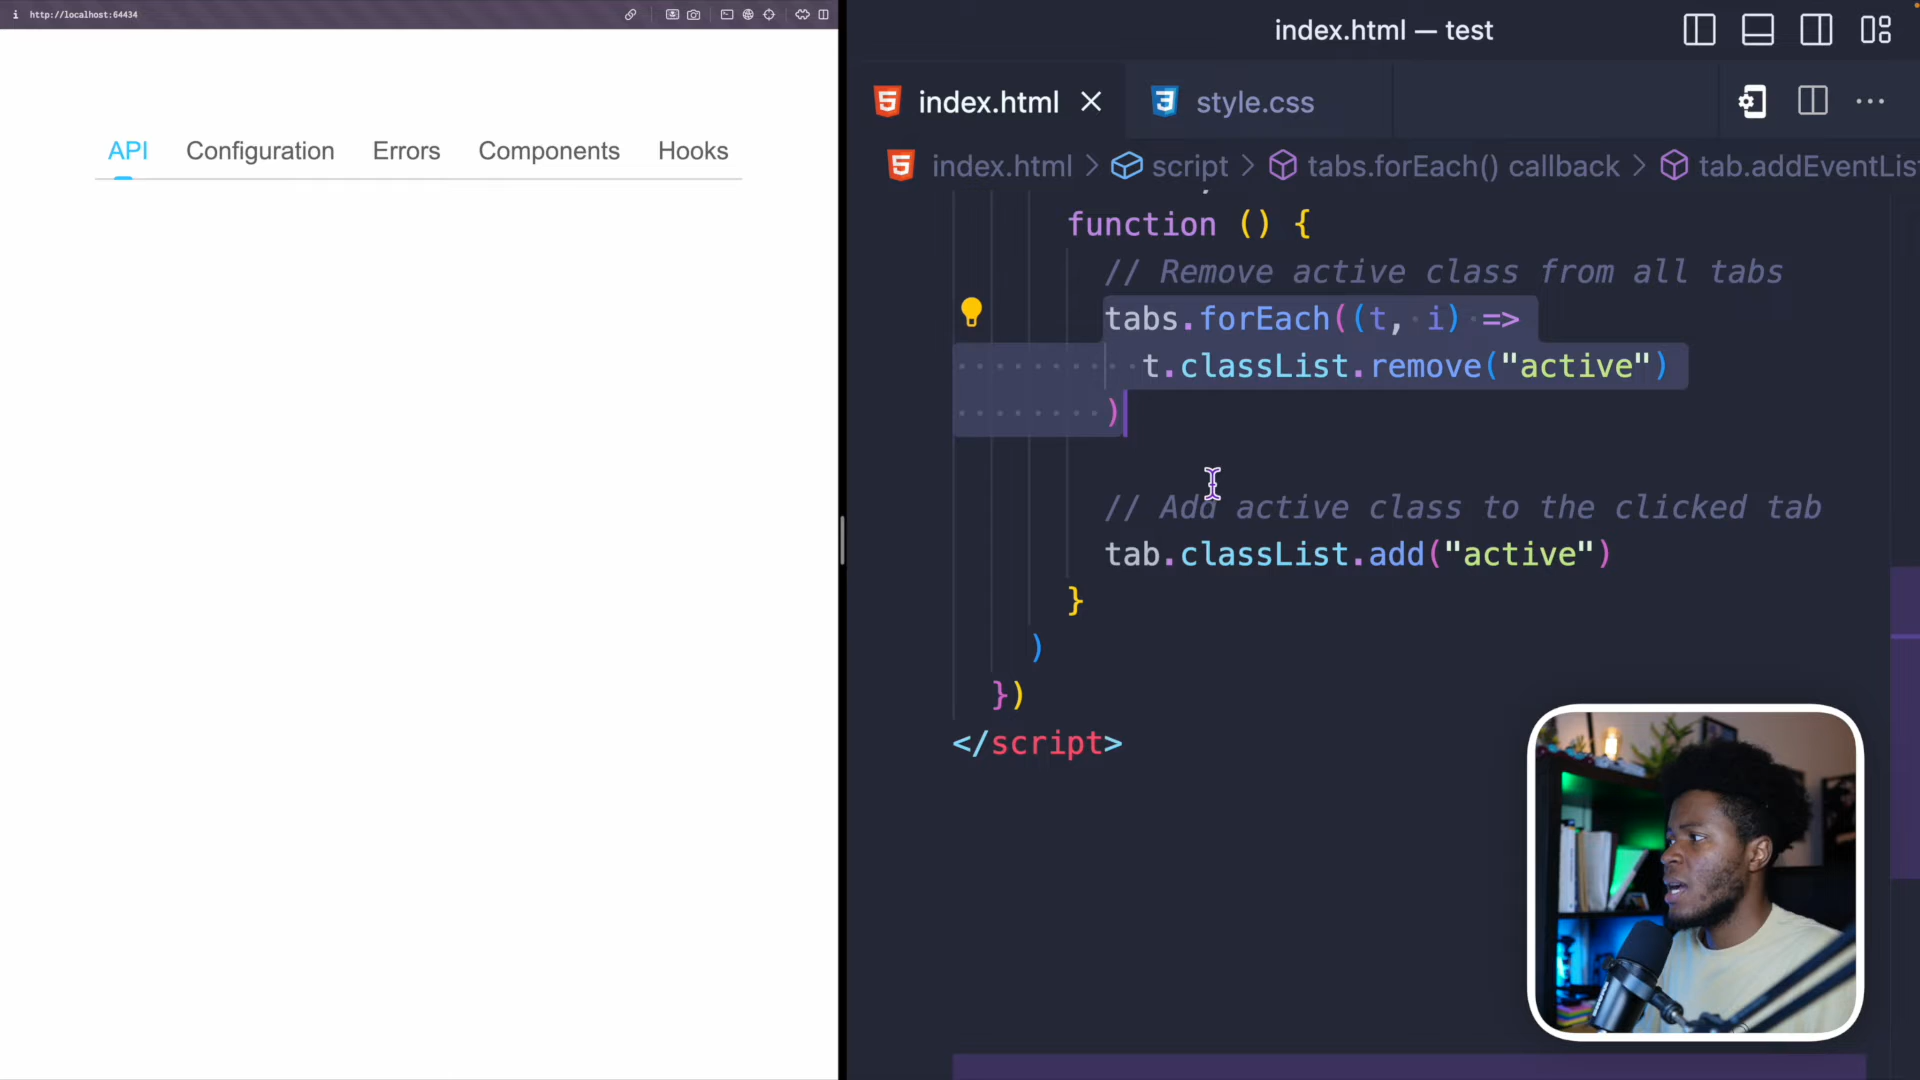 http://localhost:64434
API Configuration Errors Components Hooks
index.html — test
index.html
style.css
index.html > script > tabs.forEach() callback > tab.addEventLis
function () {
// Remove active class from all tabs
tabs.forEach((t, i) =>
t.classList.remove("active")
)
// Add active class to the clicked tab
tab.classList.add("active")
}
)
})
</script>